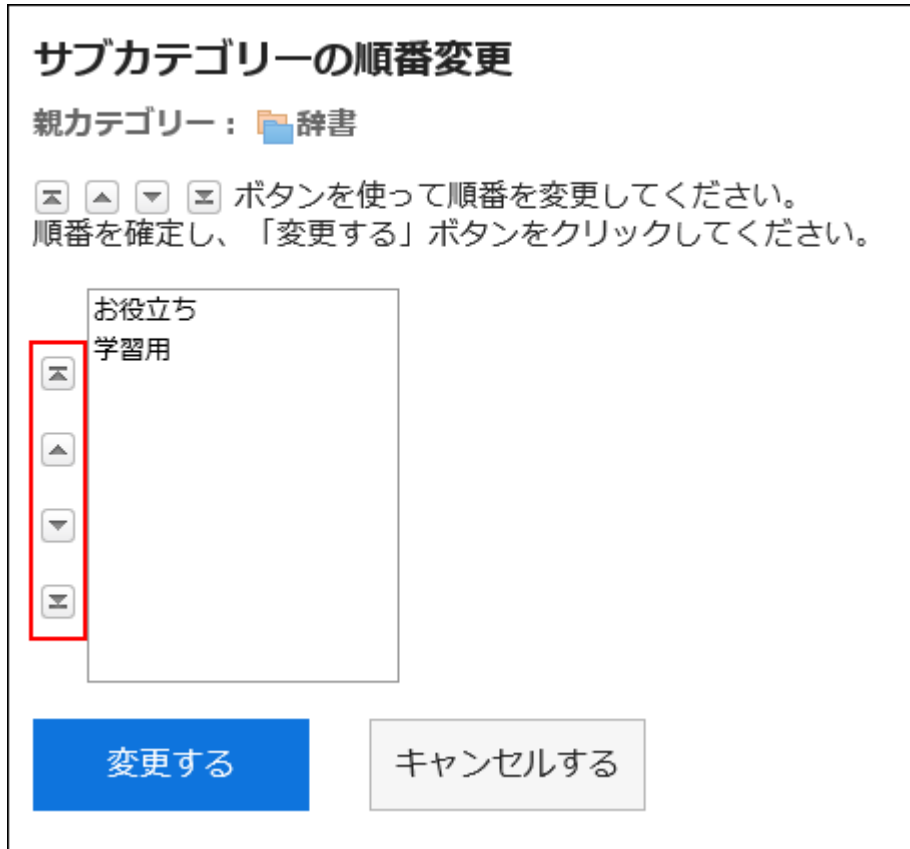 サブカテゴリーの順番変更
親カテゴリー： 辞書
ボタンを使って順番を変更してください。
順番を確定し、「変更する」ボタンをクリックしてください。
お役立ち
学習用
変更する
キャンセルする